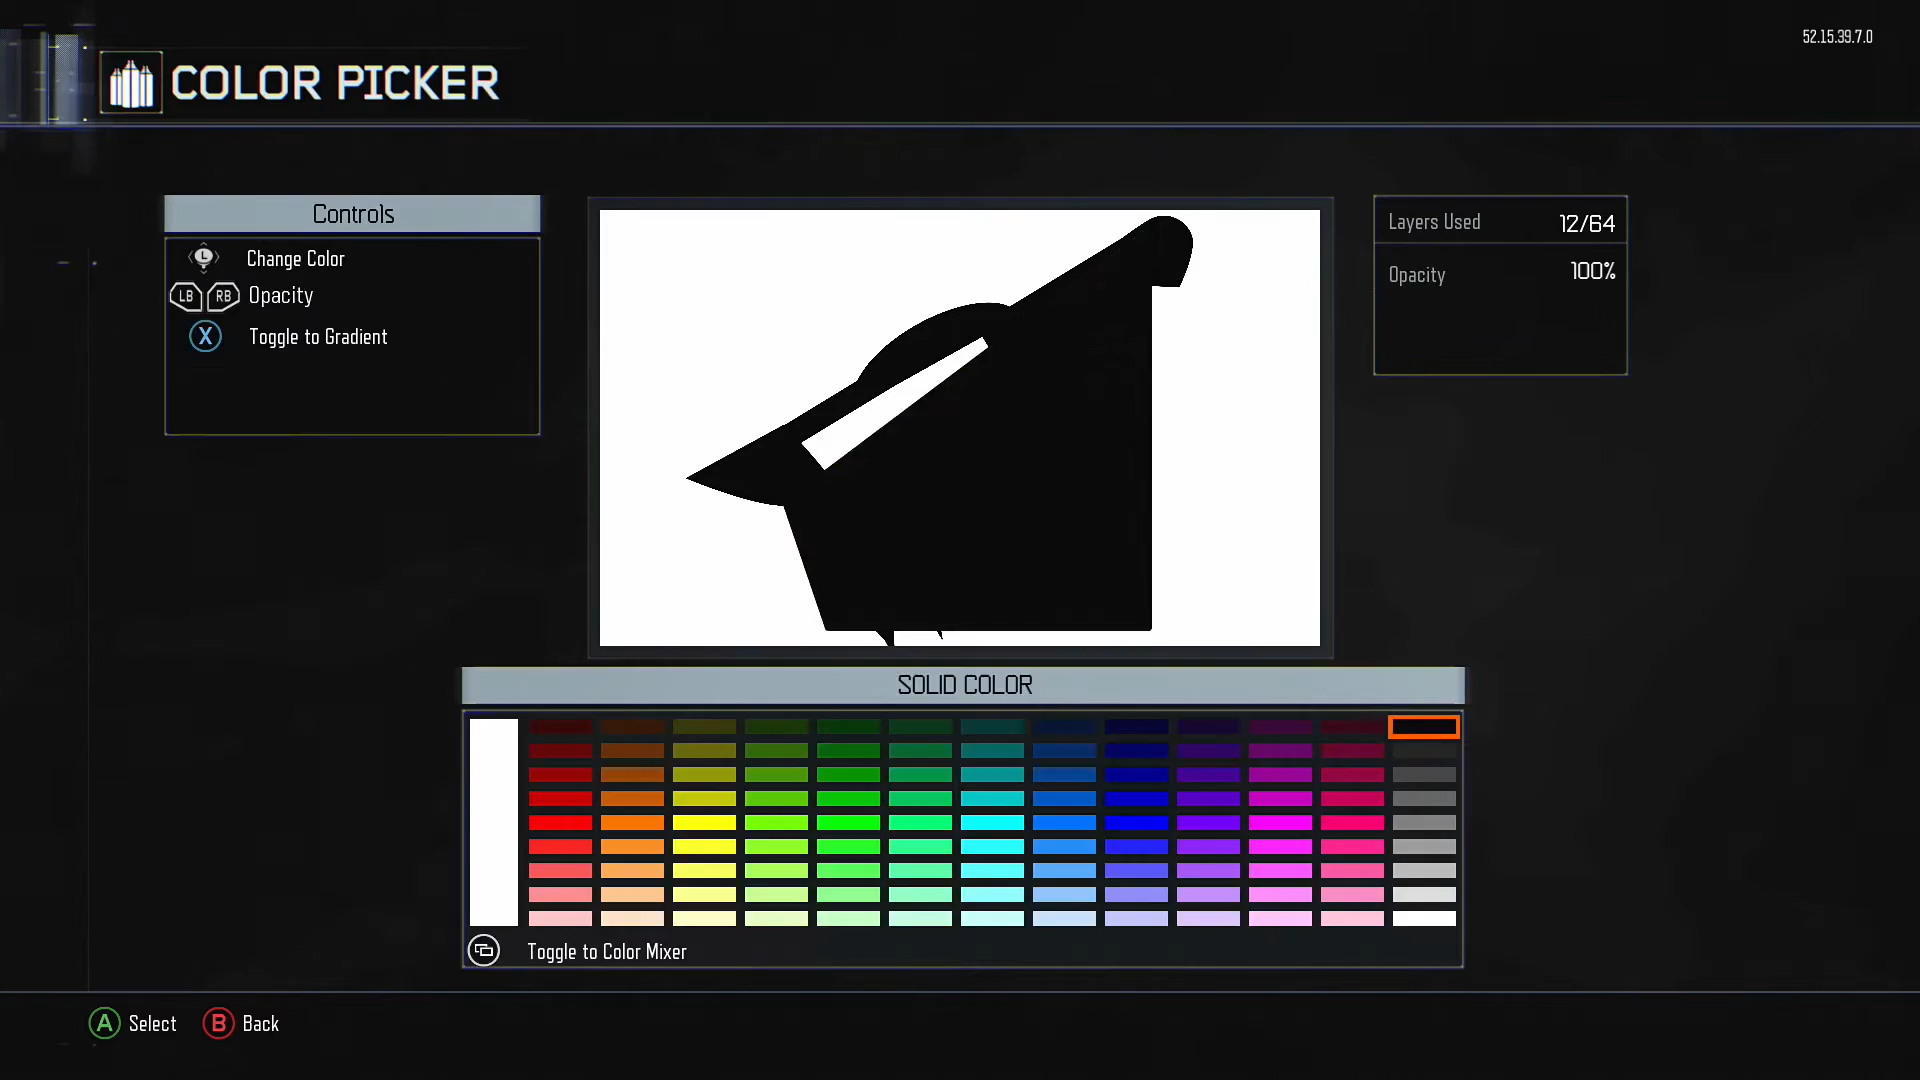 52.15.39.7.0
COLOR PICKER
Controls
L Change Color
LB RB Opacity
X Toggle to Gradient
Layers Used 12/64
Opacity 100%
SOLID COLOR
Toggle to Color Mixer
A Select B Back